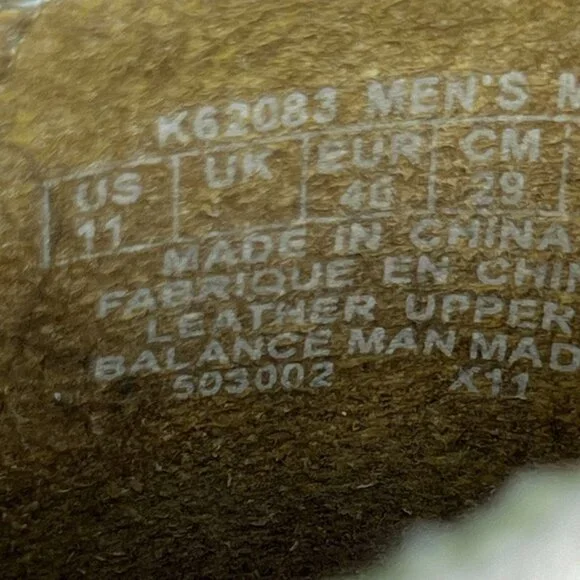 K62083 MEN'S M
US UK EUR CM
11 29
MADE IN CHINA
FABRIQUE EN CHIN
LEATHER UPPER
BALANCE MAN MAD
503002 X11